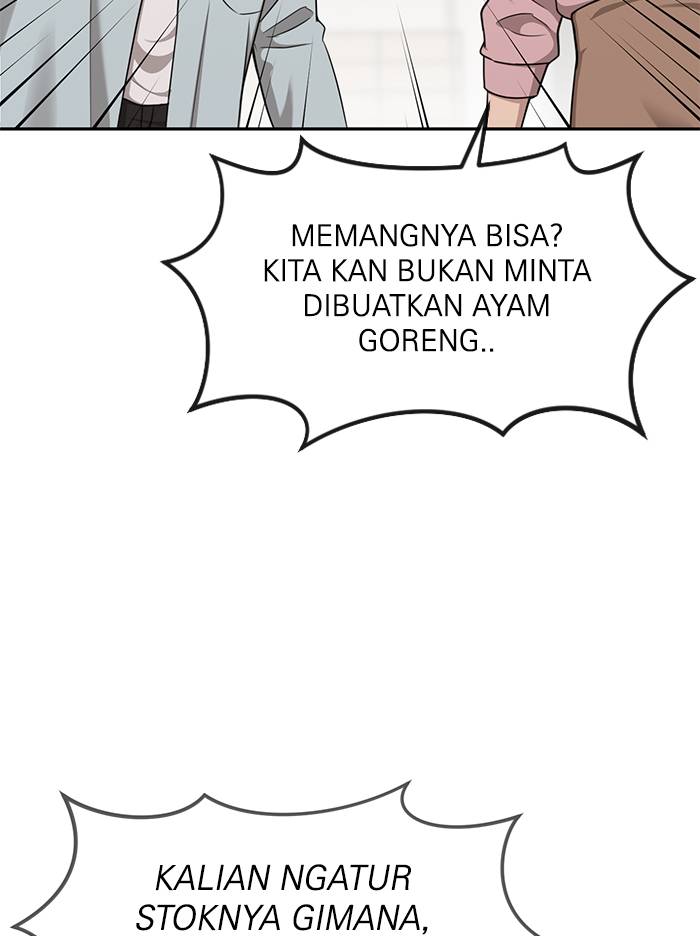 MEMANGNYA BISA?
KITA KAN BUKAN MINTA
DIBUATKAN AYAM
GORENG..
KALIAN NGATUR
STOKNYA GIMANA,